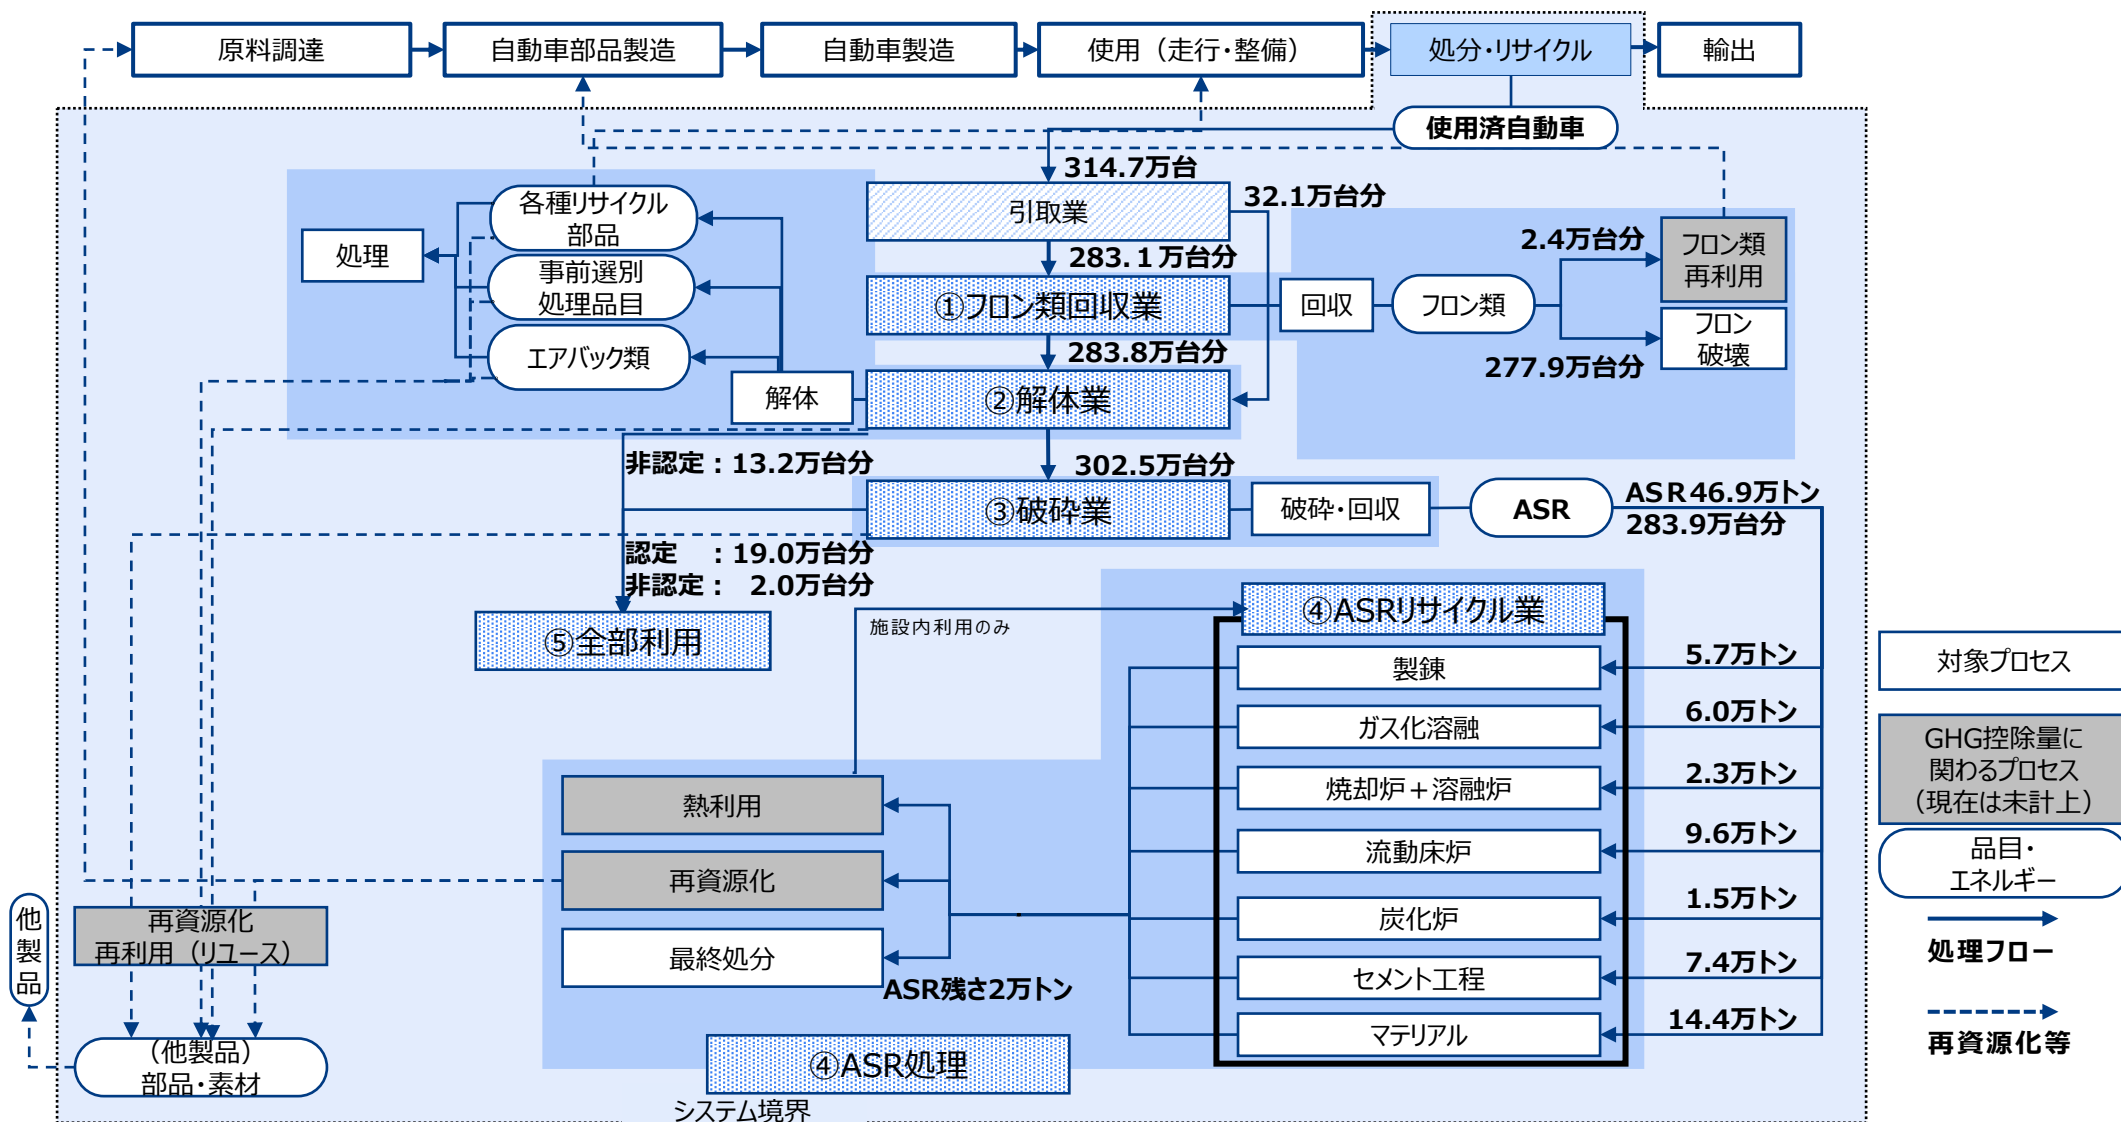 原料調達
自動車部品製造
自動車製造
使用（走行・整備）
処分・リサイクル
輸出
使用済自動車
314.7万台
引取業
32.1万台分
283.１万台分
①フロン類回収業
回収
フロン類
2.4万台分
フロン類
再利用
フロン
破壊
277.9万台分
各種リサイクル
部品
事前選別
処理品目
エアバック類
処理
283.8万台分
解体
②解体業
非認定：13.2万台分
302.5万台分
③破砕業
破砕・回収
ASR
ASR46.9万トン
283.9万台分
認定　：19.0万台分
非認定：　2.0万台分
⑤全部利用
施設内利用のみ
④ASRリサイクル業
製錬
5.7万トン
ガス化溶融
6.0万トン
焼却炉＋溶融炉
2.3万トン
流動床炉
9.6万トン
炭化炉
1.5万トン
セメント工程
7.4万トン
マテリアル
14.4万トン
熱利用
再資源化
最終処分
ASR残さ2万トン
④ASR処理
システム境界
他製品
再資源化
再利用（リユース）
（他製品）
部品・素材
対象プロセス
GHG控除量に
関わるプロセス
（現在は未計上）
品目・
エネルギー
処理フロー
再資源化等